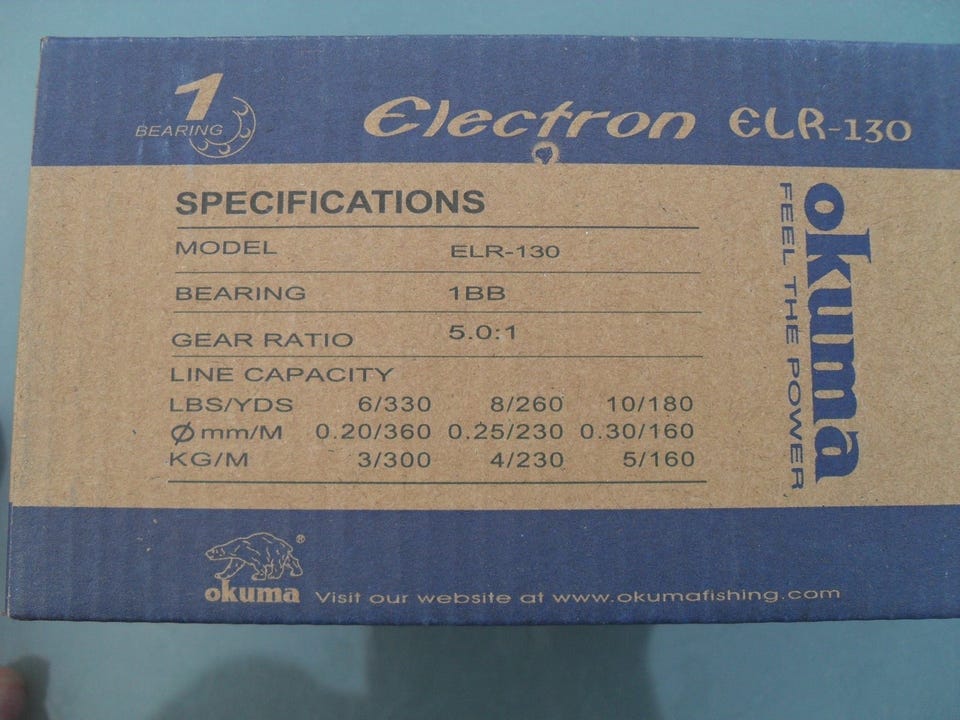 1
BEARING
Electron ELR-130
SPECIFICATIONS
MODEL ELR-130
BEARING 1BB
GEAR RATIO 5.0:1
LINE CAPACITY
LBS/YDS 6/330 8/260 10/180
Ømm/M 0.20/360 0.25/230 0.30/160
KG/M 3/300 4/230 5/160
okuma
FEEL THE POWER
®
okuma Visit our website at www.okumafishing.com